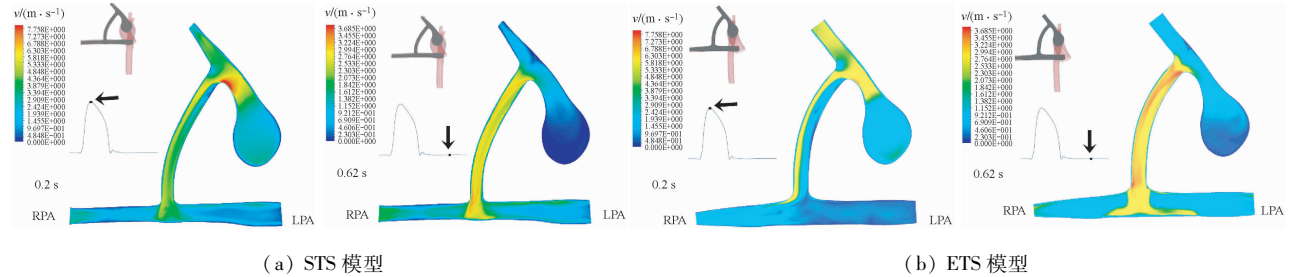 v/(m · s⁻¹)
7.758E+000
7.273E+000
6.788E+000
6.303E+000
5.818E+000
5.333E+000
4.848E+000
4.364E+000
3.879E+000
3.394E+000
2.909E+000
2.424E+000
1.939E+000
1.455E+000
9.697E−001
4.848E−001
0.000E+000
0.2 s
RPA
LPA
v/(m · s⁻¹)
3.685E+000
3.455E+000
3.224E+000
2.994E+000
2.764E+000
2.533E+000
2.303E+000
2.073E+000
1.842E+000
1.612E+000
1.382E+000
1.152E+000
9.212E−001
6.909E−001
4.606E−001
2.303E−001
0.000E+000
0.62 s
RPA
LPA
v/(m · s⁻¹)
7.758E+000
7.273E+000
6.788E+000
6.303E+000
5.818E+000
5.333E+000
4.848E+000
4.364E+000
3.879E+000
3.394E+000
2.909E+000
2.424E+000
1.939E+000
1.455E+000
9.697E−001
4.848E−001
0.000E+000
0.2 s
RPA
LPA
v/(m · s⁻¹)
3.685E+000
3.455E+000
3.224E+000
2.994E+000
2.764E+000
2.533E+000
2.303E+000
2.073E+000
1.842E+000
1.612E+000
1.382E+000
1.152E+000
9.212E−001
6.909E−001
4.606E−001
2.303E−001
0.000E+000
0.62 s
RPA
LPA
(a) STS 模型
(b) ETS 模型